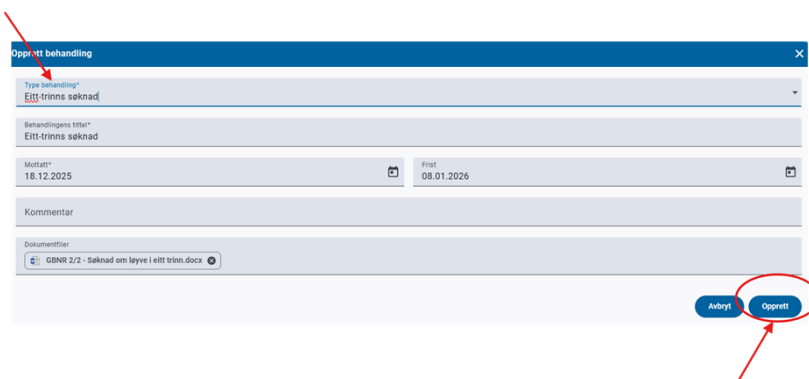 Opprett behandling
Type behandling*
Eitt-trinns søknad
Behandlingens tittel*
Eitt-trinns søknad
Mottatt*
18.12.2025
Frist
08.01.2026
Kommentar
Dokumentfiler
GBNR 2/2 - Søknad om løyve i eitt trinn.docx
Avbryt
Opprett